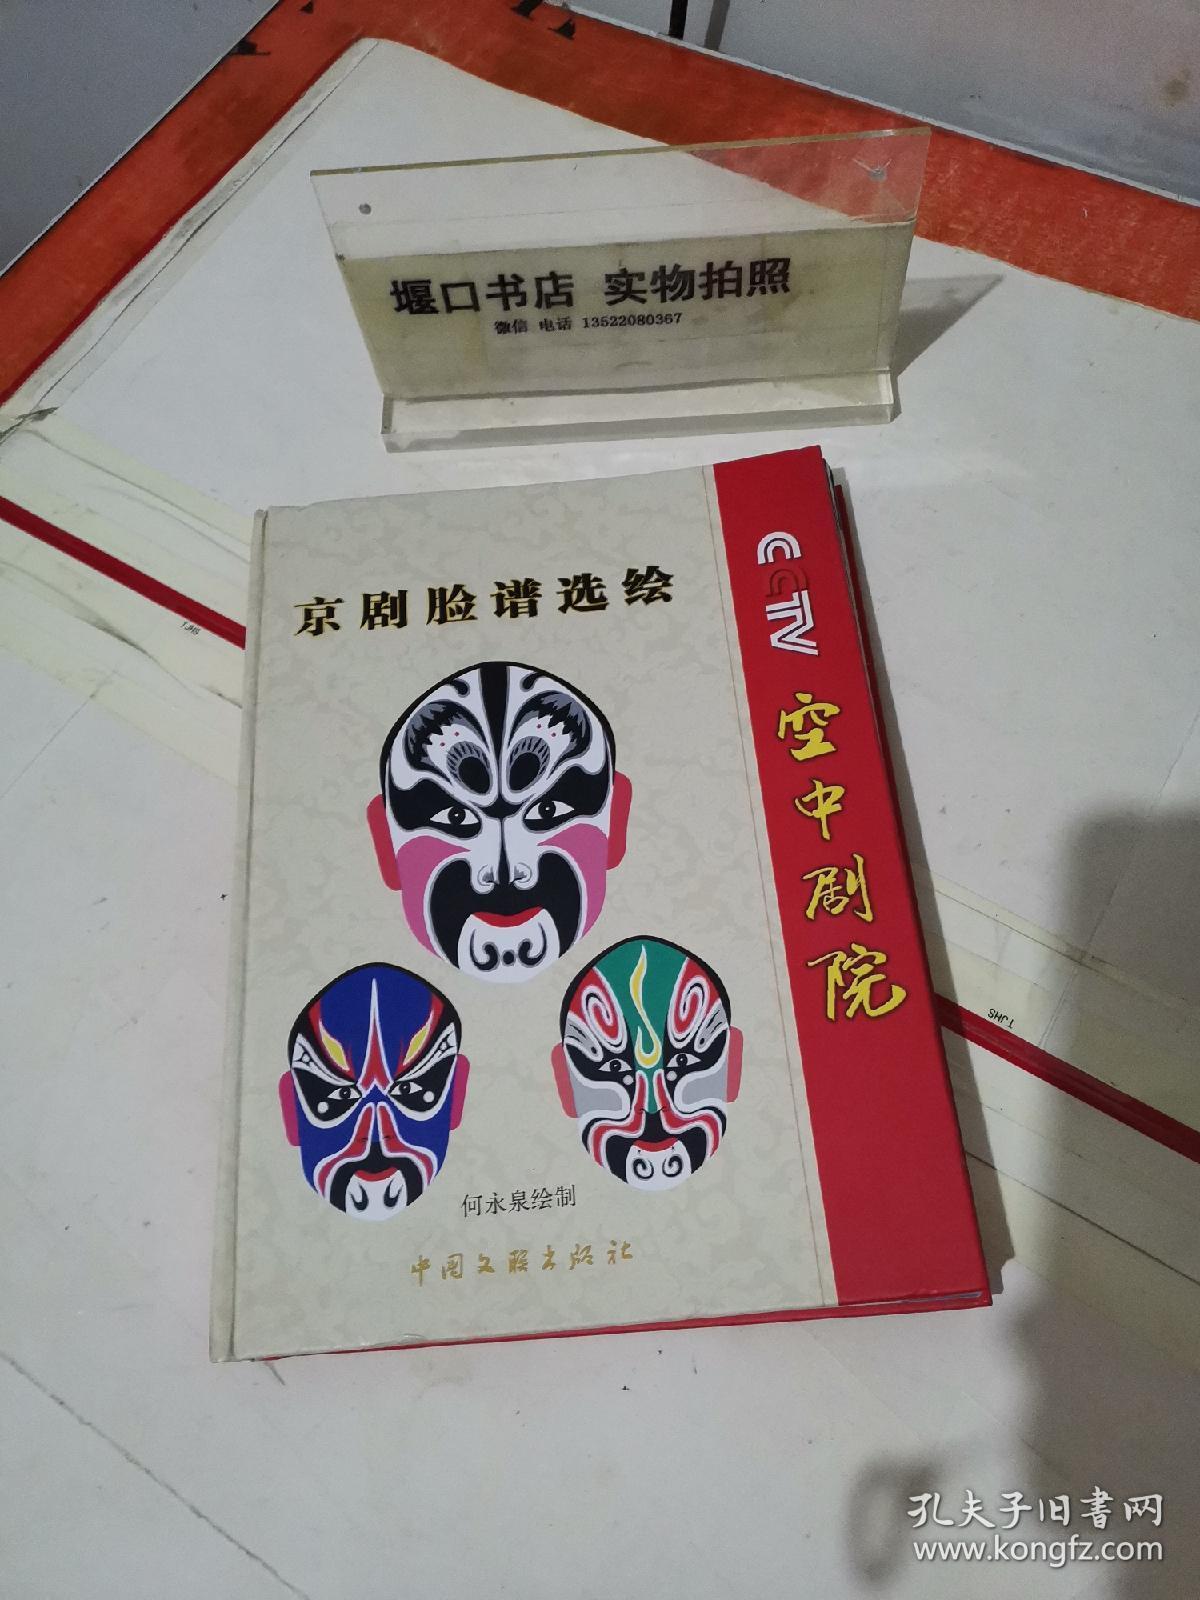 堰口书店 实物拍照
微信 电话 13522080367
京剧脸谱选绘
CCTV 空中剧院
何永泉绘制
中国文联出版社
TJHS
TJHS
孔夫子旧书网
www.kongfz.com